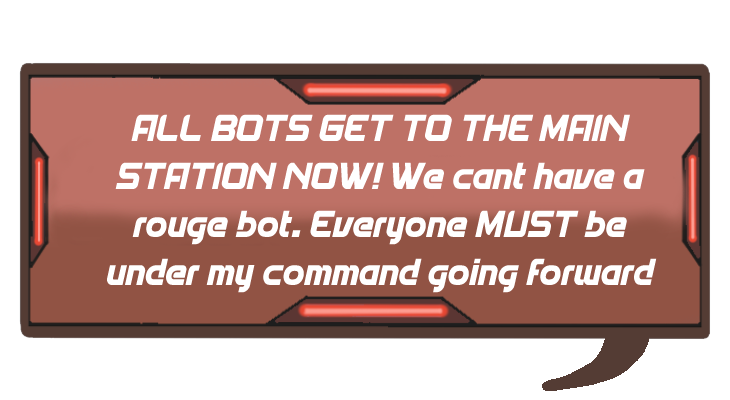 ALL BOTS GET TO THE MAIN
STATION NOW! We cant have a
rouge bot. Everyone MUST be
under my command going forward